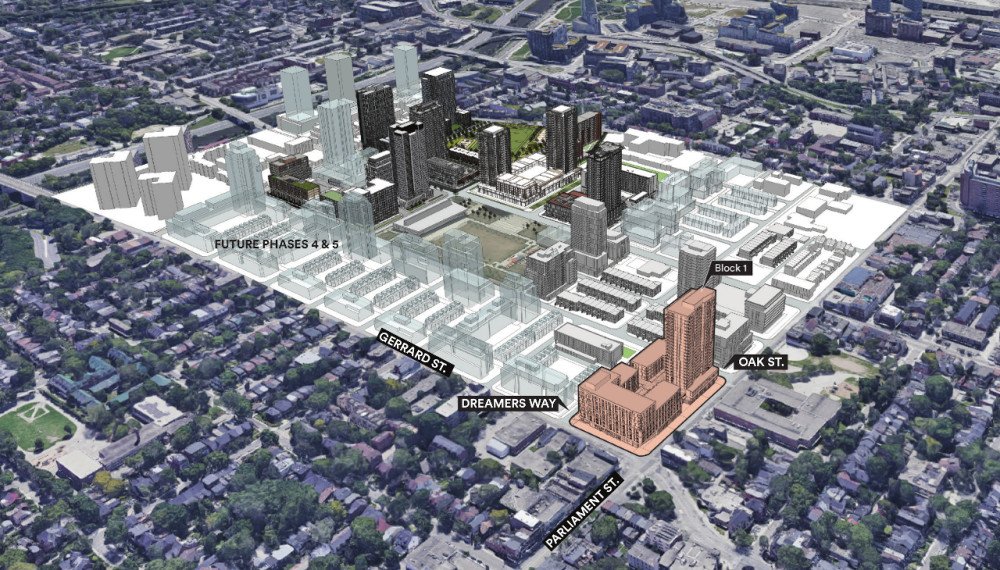 FUTURE PHASES 4 & 5
Block 1
GERRARD ST.
OAK ST.
DREAMERS WAY
PARLIAMENT ST.